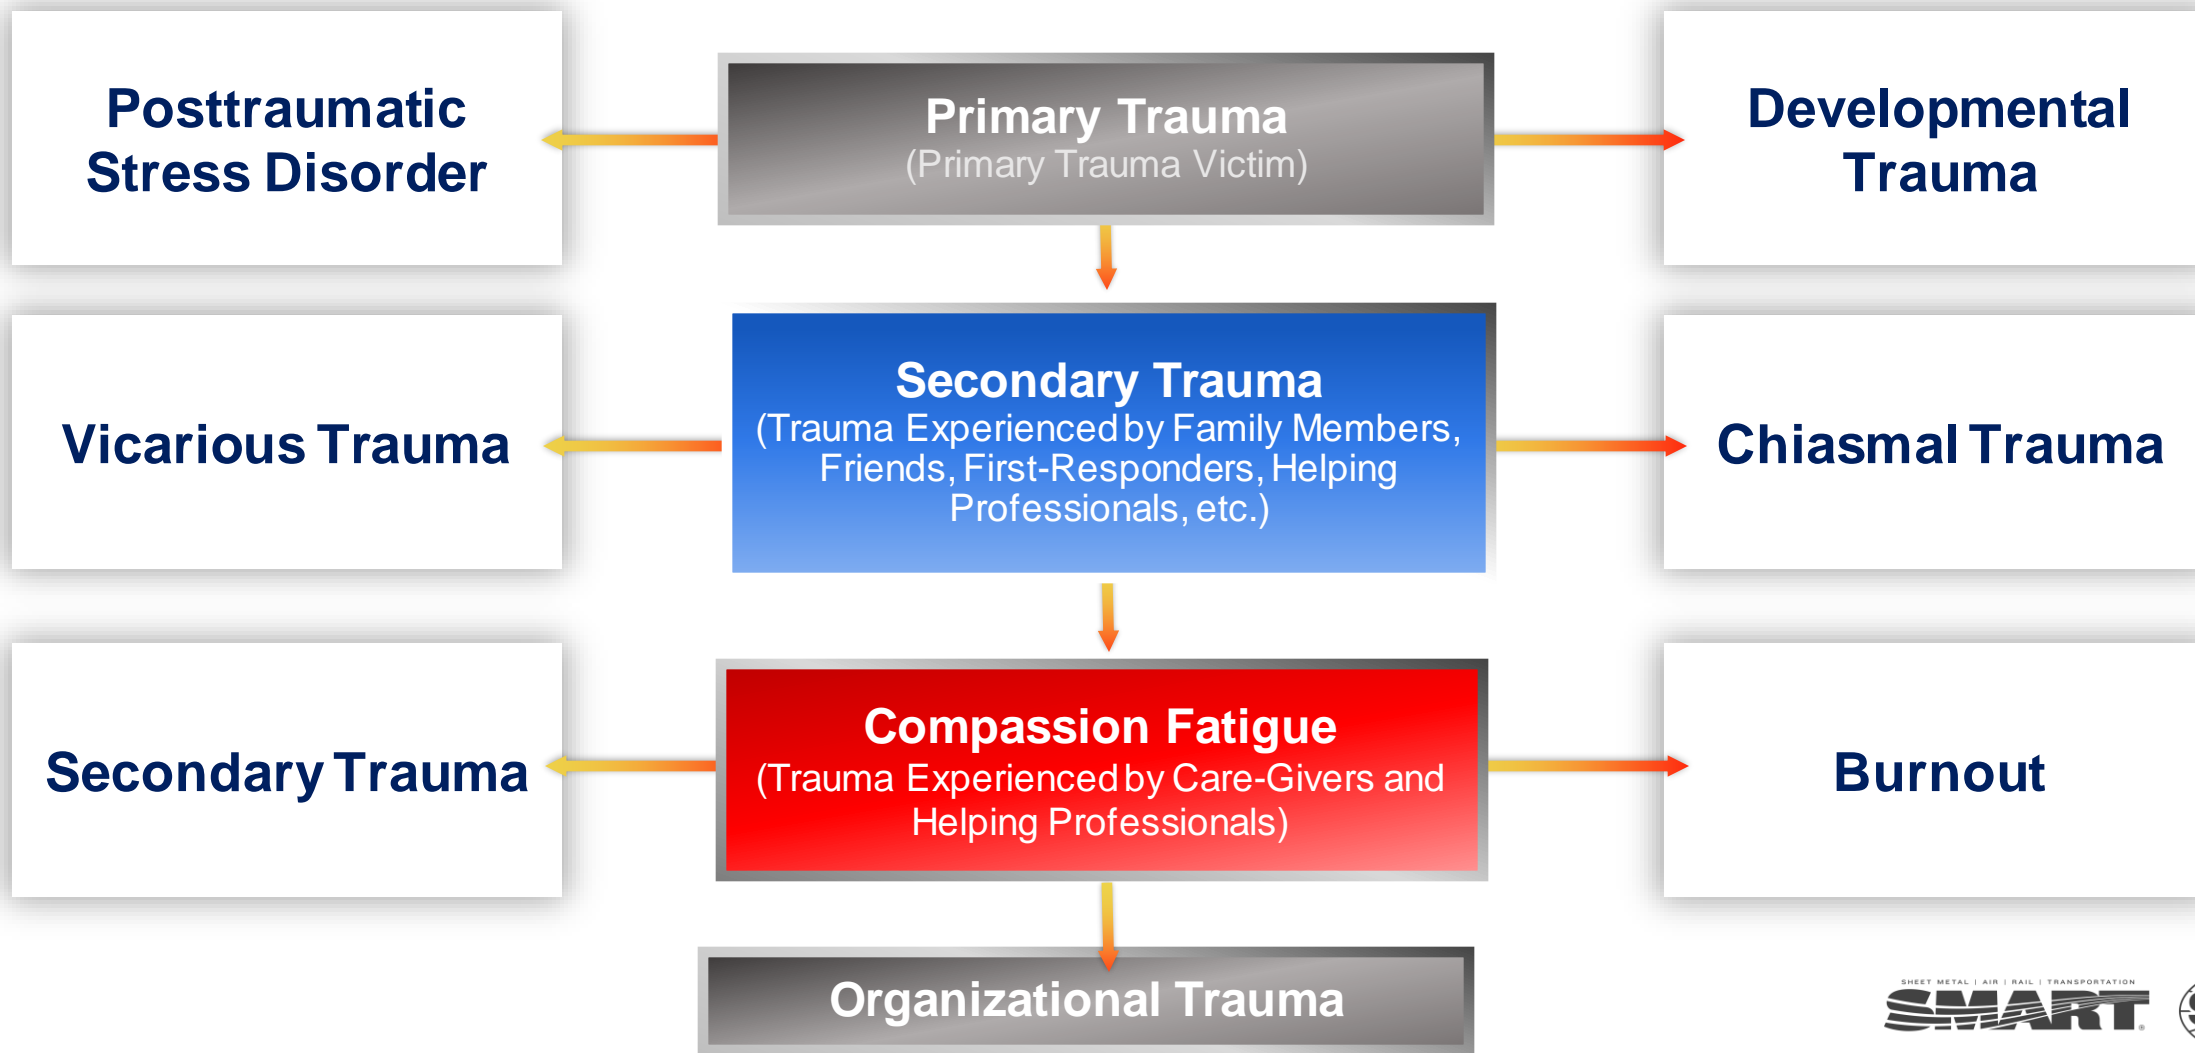 Posttraumatic
Stress Disorder
Primary Trauma
(Primary Trauma Victim)
Developmental
Trauma
Vicarious Trauma
Secondary Trauma
(Trauma Experienced by Family Members,
Friends, First-Responders, Helping
Professionals, etc.)
Chiasmal Trauma
Secondary Trauma
Compassion Fatigue
(Trauma Experienced by Care-Givers and
Helping Professionals)
Burnout
Organizational Trauma
SHEET METAL | AIR | RAIL | TRANSPORTATION
SMART®